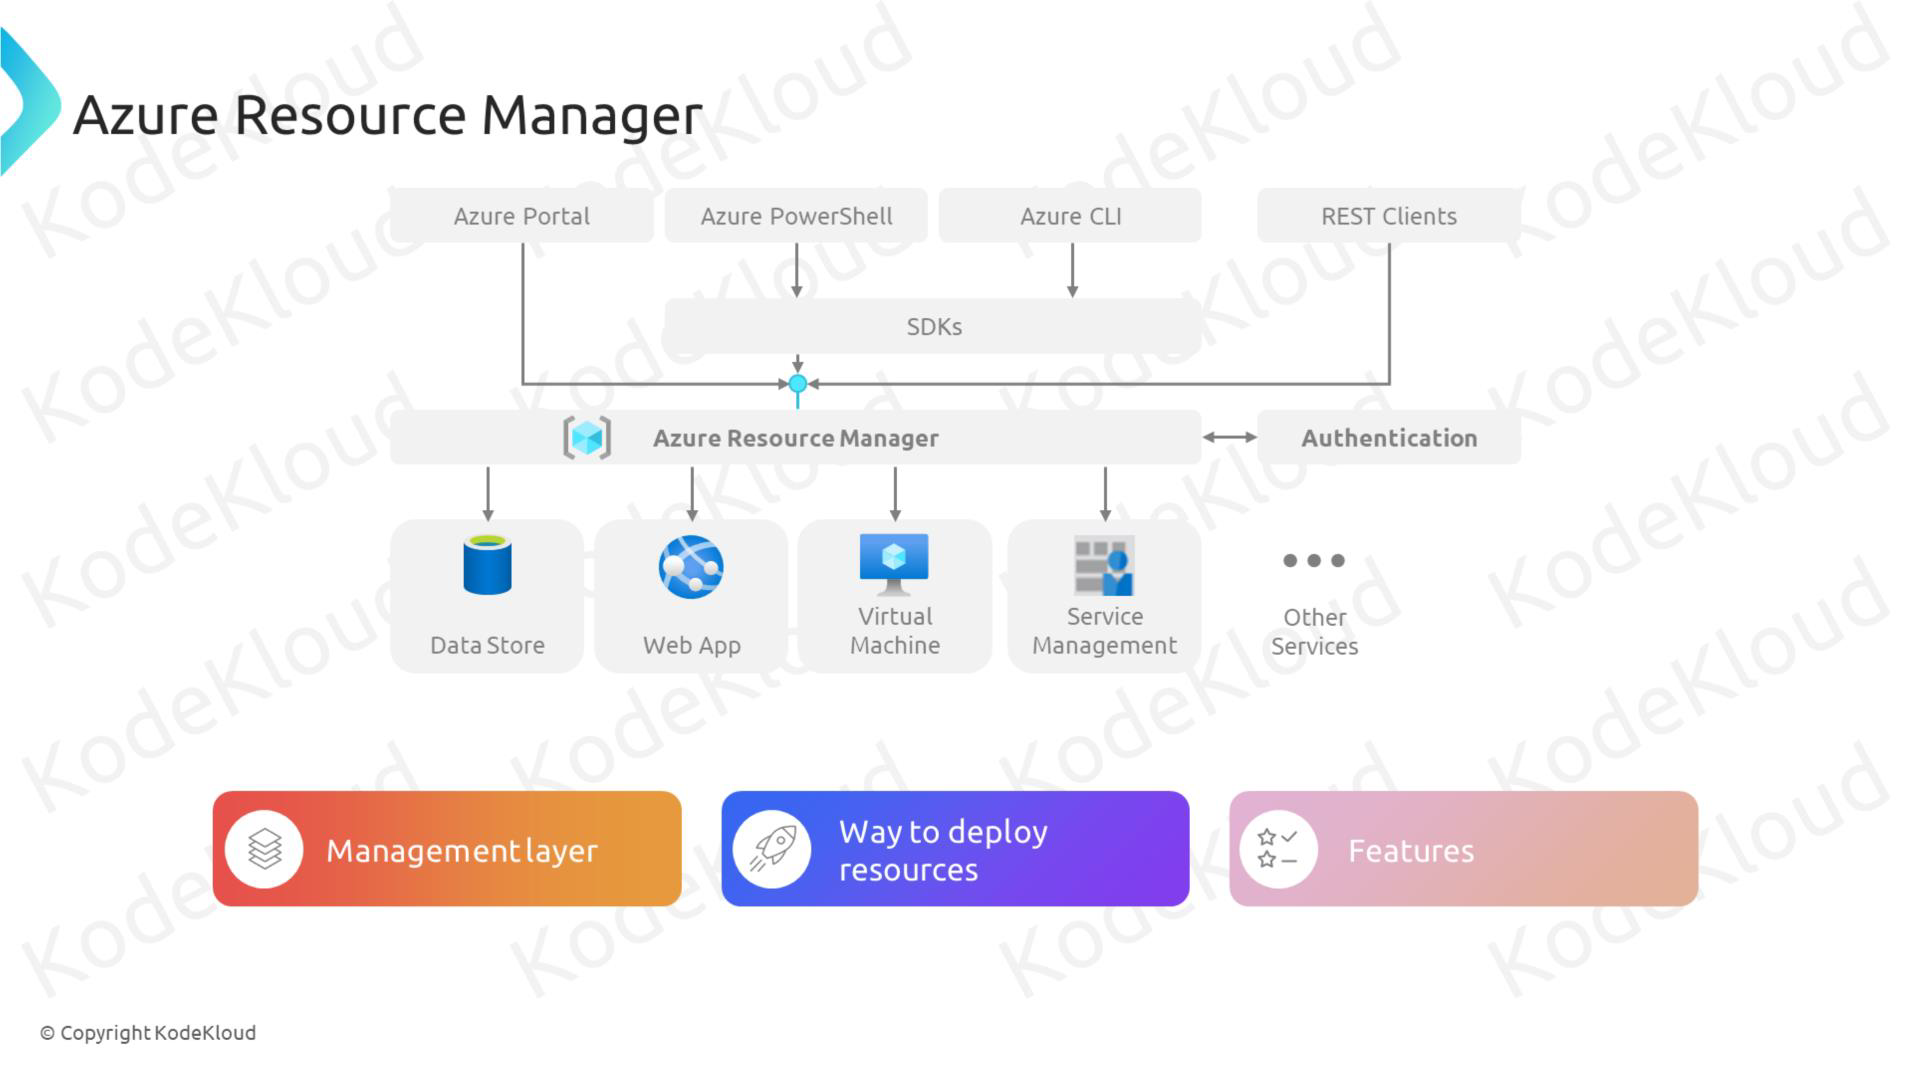 Azure Resource Manager
Azure Portal
Azure PowerShell
Azure CLI
REST Clients
SDKs
Azure Resource Manager
Authentication
Data Store
Web App
Virtual
Machine
Service
Management
Other
Services
Management layer
Way to deploy
resources
Features
© Copyright KodeKloud
KodeKloud